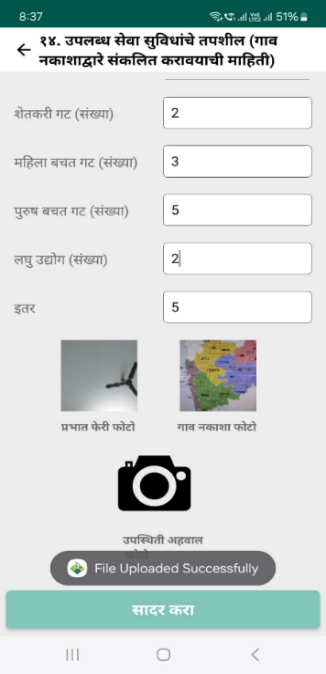 8:37
51%
१४. उपलब्ध सेवा सुविधांचे तपशील (गाव
नकाशाद्वारे संकलित करावयाची माहिती)
शेतकरी गट (संख्या)
2
महिला बचत गट (संख्या)
3
पुरुष बचत गट (संख्या)
5
लघु उद्योग (संख्या)
2
इतर
5
प्रभात फेरी फोटो
गाव नकाशा फोटो
उपस्थिती अहवाल
File Uploaded Successfully
सादर करा